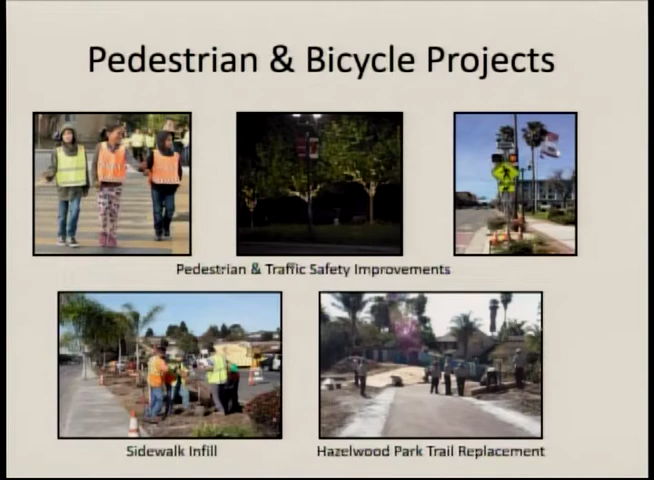 Pedestrian & Bicycle Projects
Pedestrian & Traffic Safety Improvements
Sidewalk Infill
Hazelwood Park Trail Replacement